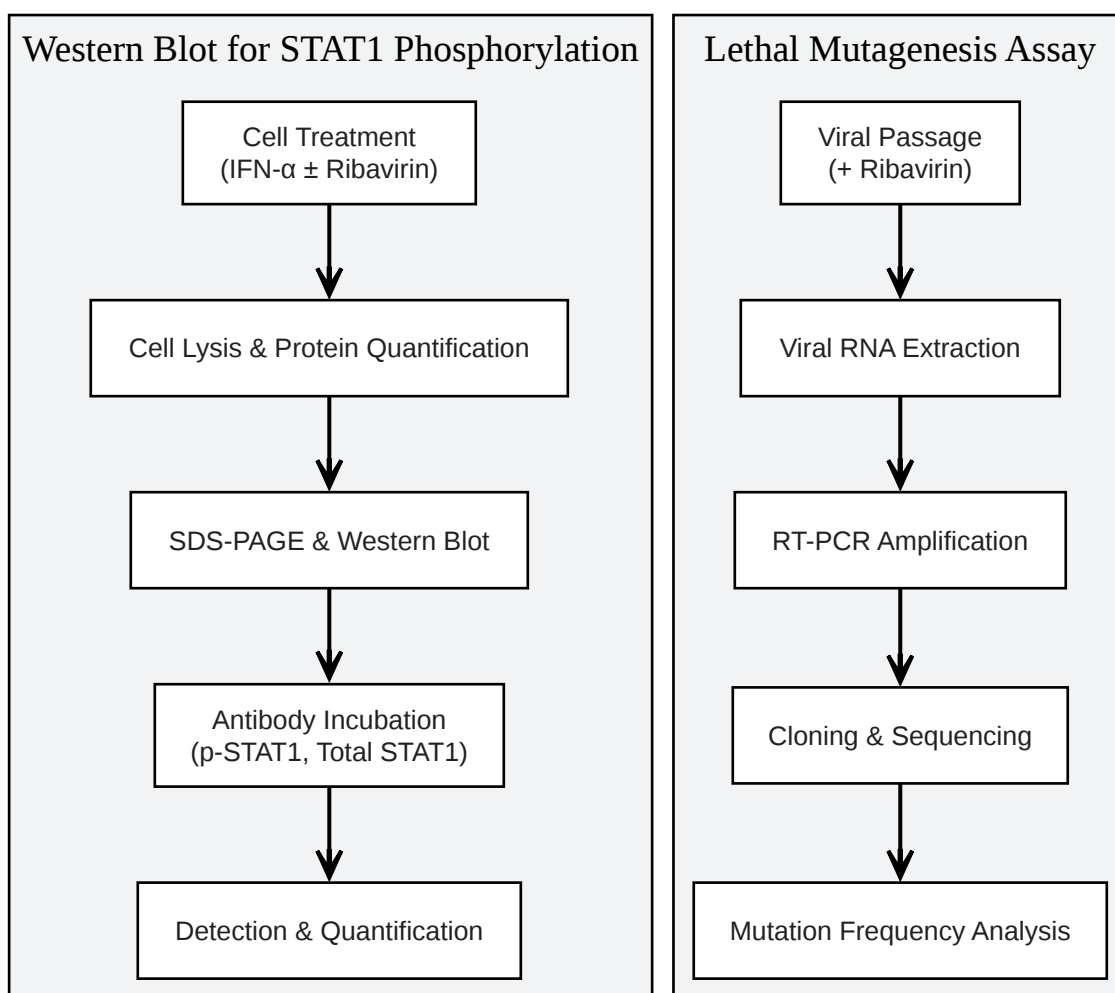 Western Blot for STAT1 Phosphorylation
Cell Treatment
(IFN-α ± Ribavirin)
Cell Lysis & Protein Quantification
SDS-PAGE & Western Blot
Antibody Incubation
(p-STAT1, Total STAT1)
Detection & Quantification
Lethal Mutagenesis Assay
Viral Passage
(+ Ribavirin)
Viral RNA Extraction
RT-PCR Amplification
Cloning & Sequencing
Mutation Frequency Analysis